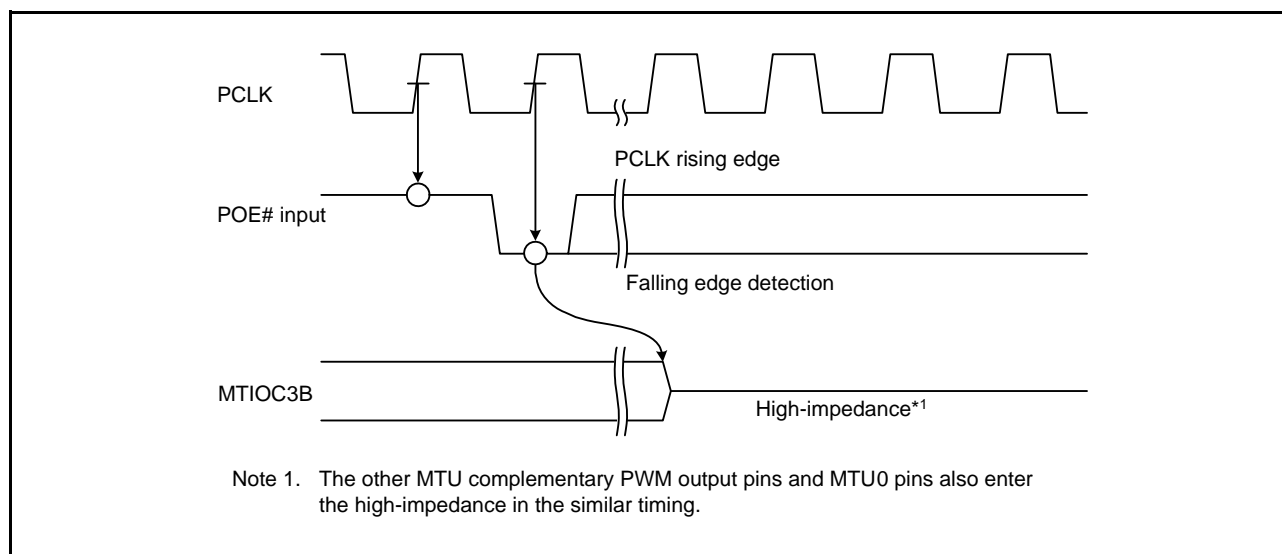 PCLK
PCLK rising edge
POE# input
Falling edge detection
MTIOC3B
High-impedance*1
Note 1. The other MTU complementary PWM output pins and MTU0 pins also enter
the high-impedance in the similar timing.